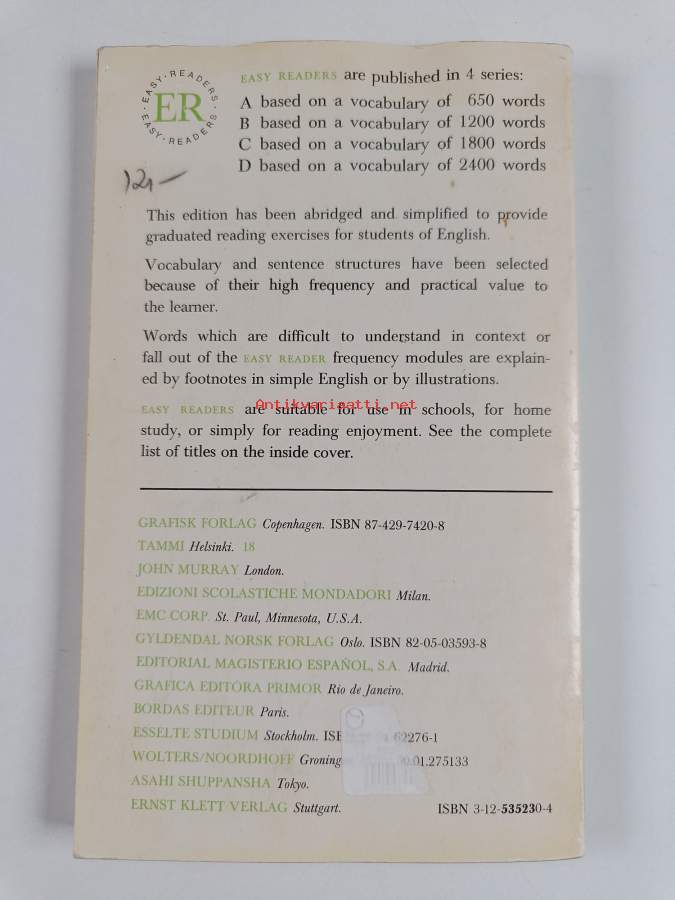 EASY · READERS ·
ER
EASY · READERS ·
EASY READERS are published in 4 series:
A based on a vocabulary of 650 words
B based on a vocabulary of 1200 words
C based on a vocabulary of 1800 words
D based on a vocabulary of 2400 words
12,—
This edition has been abridged and simplified to provide
graduated reading exercises for students of English.
Vocabulary and sentence structures have been selected
because of their high frequency and practical value to
the learner.
Words which are difficult to understand in context or
fall out of the EASY READER frequency modules are explain-
ed by footnotes in simple English or by illustrations.
EASY READERS are suitable for use in schools, for home
Antikvariaatti.net
study, or simply for reading enjoyment. See the complete
list of titles on the inside cover.
GRAFISK FORLAG Copenhagen. ISBN 87-429-7420-8
TAMMI Helsinki. 18
JOHN MURRAY London.
EDIZIONI SCOLASTICHE MONDADORI Milan.
EMC CORP. St. Paul, Minnesota, U.S.A.
GYLDENDAL NORSK FORLAG Oslo. ISBN 82-05-03593-8
EDITORIAL MAGISTERIO ESPAÑOL, S.A. Madrid.
GRAFICA EDITÓRA PRIMOR Rio de Janeiro.
BORDAS EDITEUR Paris.
ESSELTE STUDIUM Stockholm. 62276-1
WOLTERS/NOORDHOFF 01.275133
ASAHI SHUPPANSHA Tokyo.
ERNST KLETT VERLAG Stuttgart. ISBN 3-12-535230-4